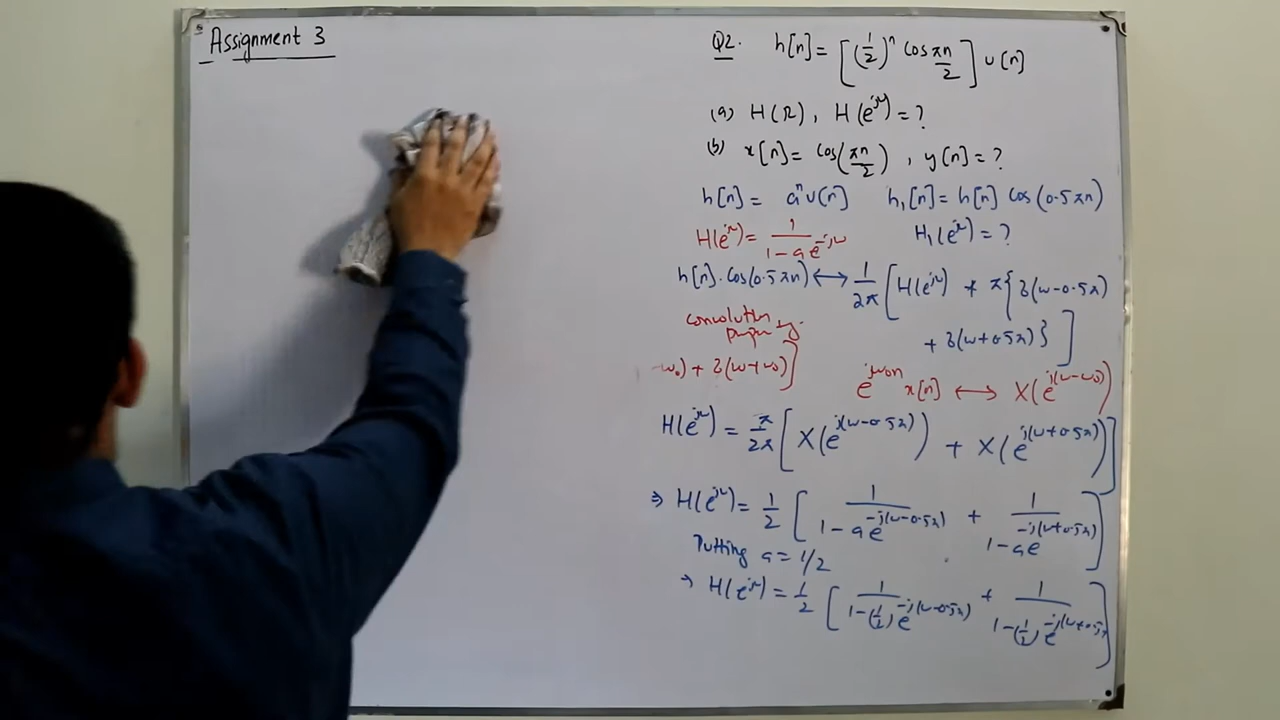 Assignment 3
Q2. h[n] = [(1/2)^n cos πn/2] u[n]
(a) H(Ω), H(e^jω) = ?
(b) x[n] = cos(πn/2), y[n] = ?
h[n] = a^n u[n] h₁[n] = h[n] cos(0.5πn)
H(e^jω) = 1/(1-ae^-jω) H₁(e^jω) = ?
h[n].cos(0.5πn) ↔ 1/2π [H(e^jω) * π{δ(ω-0.5π)
+ δ(ω+0.5π)}]
convolution
-ω₀) + δ(ω+ω₀)] e^jω₀n x[n] ↔ X(e^j(ω-ω₀))
H(e^jω) = π/2π [X(e^j(ω-0.5π)) + X(e^j(ω+0.5π))]
⇒ H(e^jω) = 1/2 [1/(1-ae^-j(ω-0.5π)) + 1/(1-ae^-j(ω+0.5π))]
Putting a = 1/2
→ H(e^jω) = 1/2 [1/(1-(1/2)e^-j(ω-0.5π)) + 1/(1-(1/2)e^-j(ω+0.5π))]